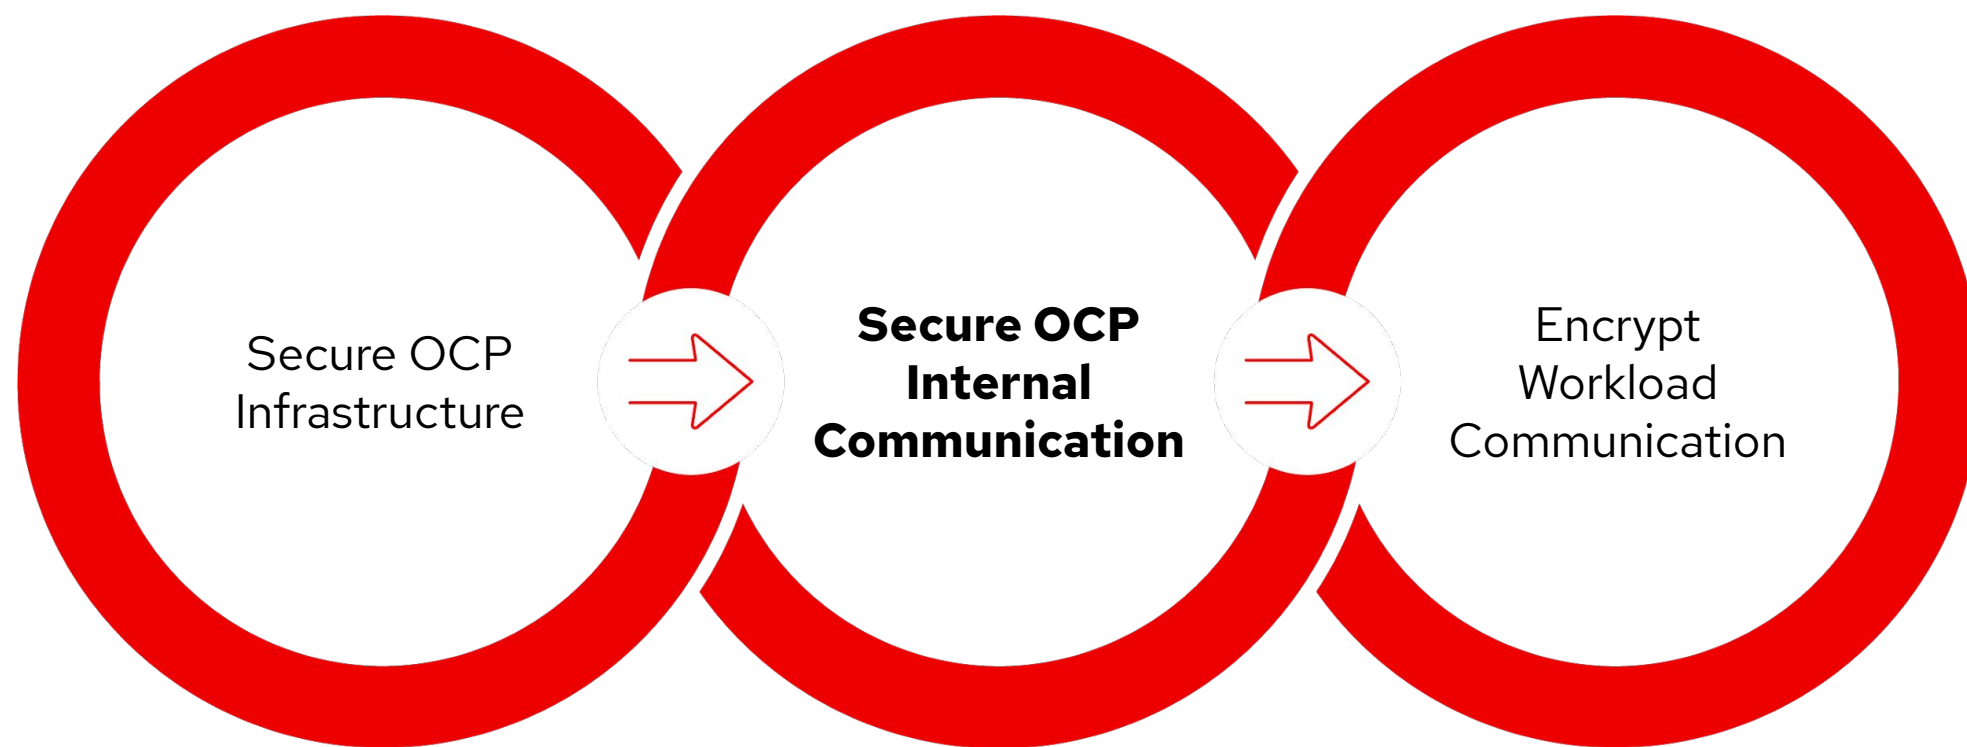 Secure OCP
Infrastructure
Secure OCP
Internal
Communication
Encrypt
Workload
Communication